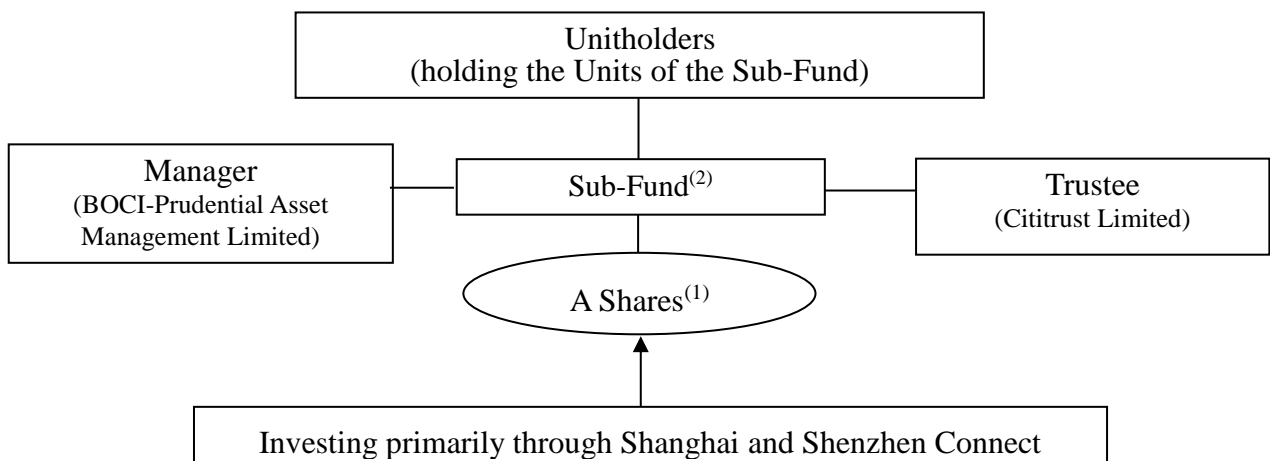 Unitholders
(holding the Units of the Sub-Fund)
Manager
(BOCI-Prudential Asset
Management Limited)
Sub-Fund(2)
Trustee
(Cititrust Limited)
A Shares(1)
Investing primarily through Shanghai and Shenzhen Connect